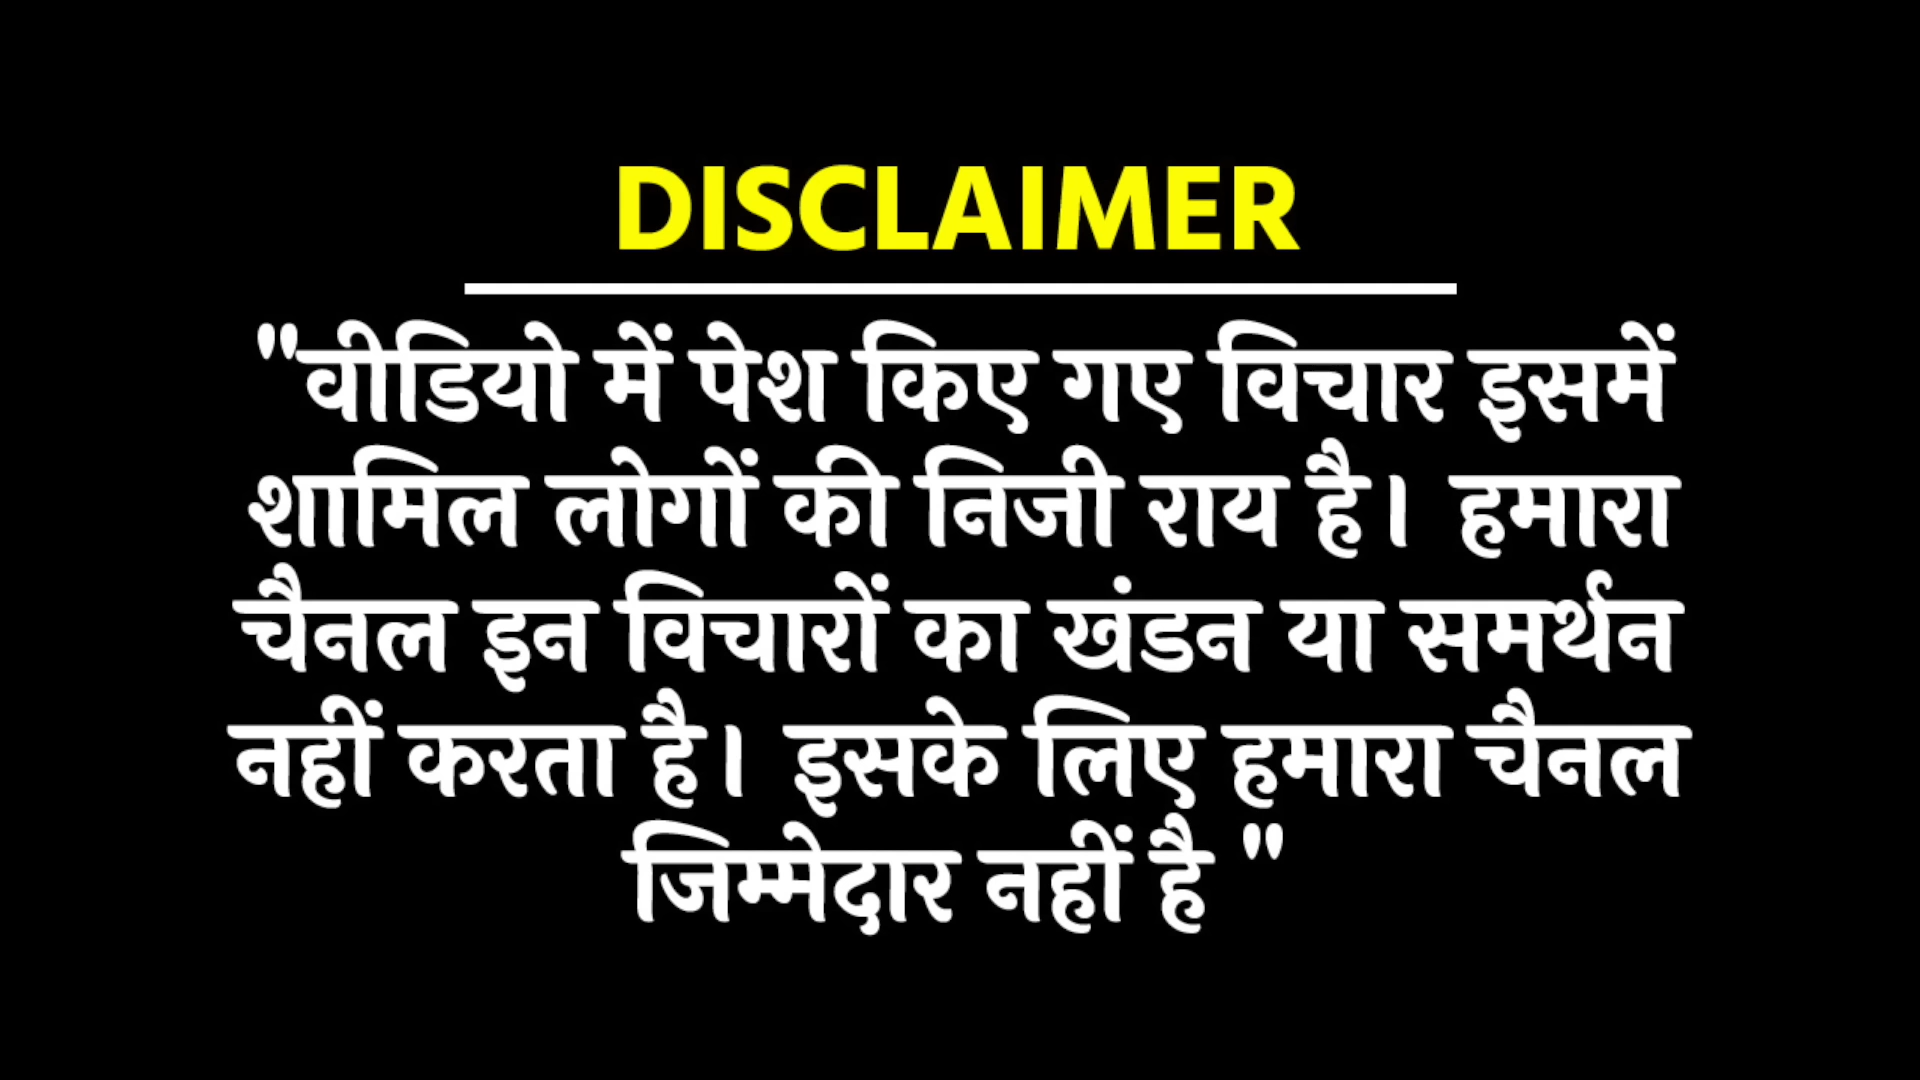 DISCLAIMER
"वीडियो में पेश किए गए विचार इसमें
शामिल लोगों की निजी राय है। हमारा
चैनल इन विचारों का खंडन या समर्थन
नहीं करता है। इसके लिए हमारा चैनल
जिम्मेदार नहीं है "